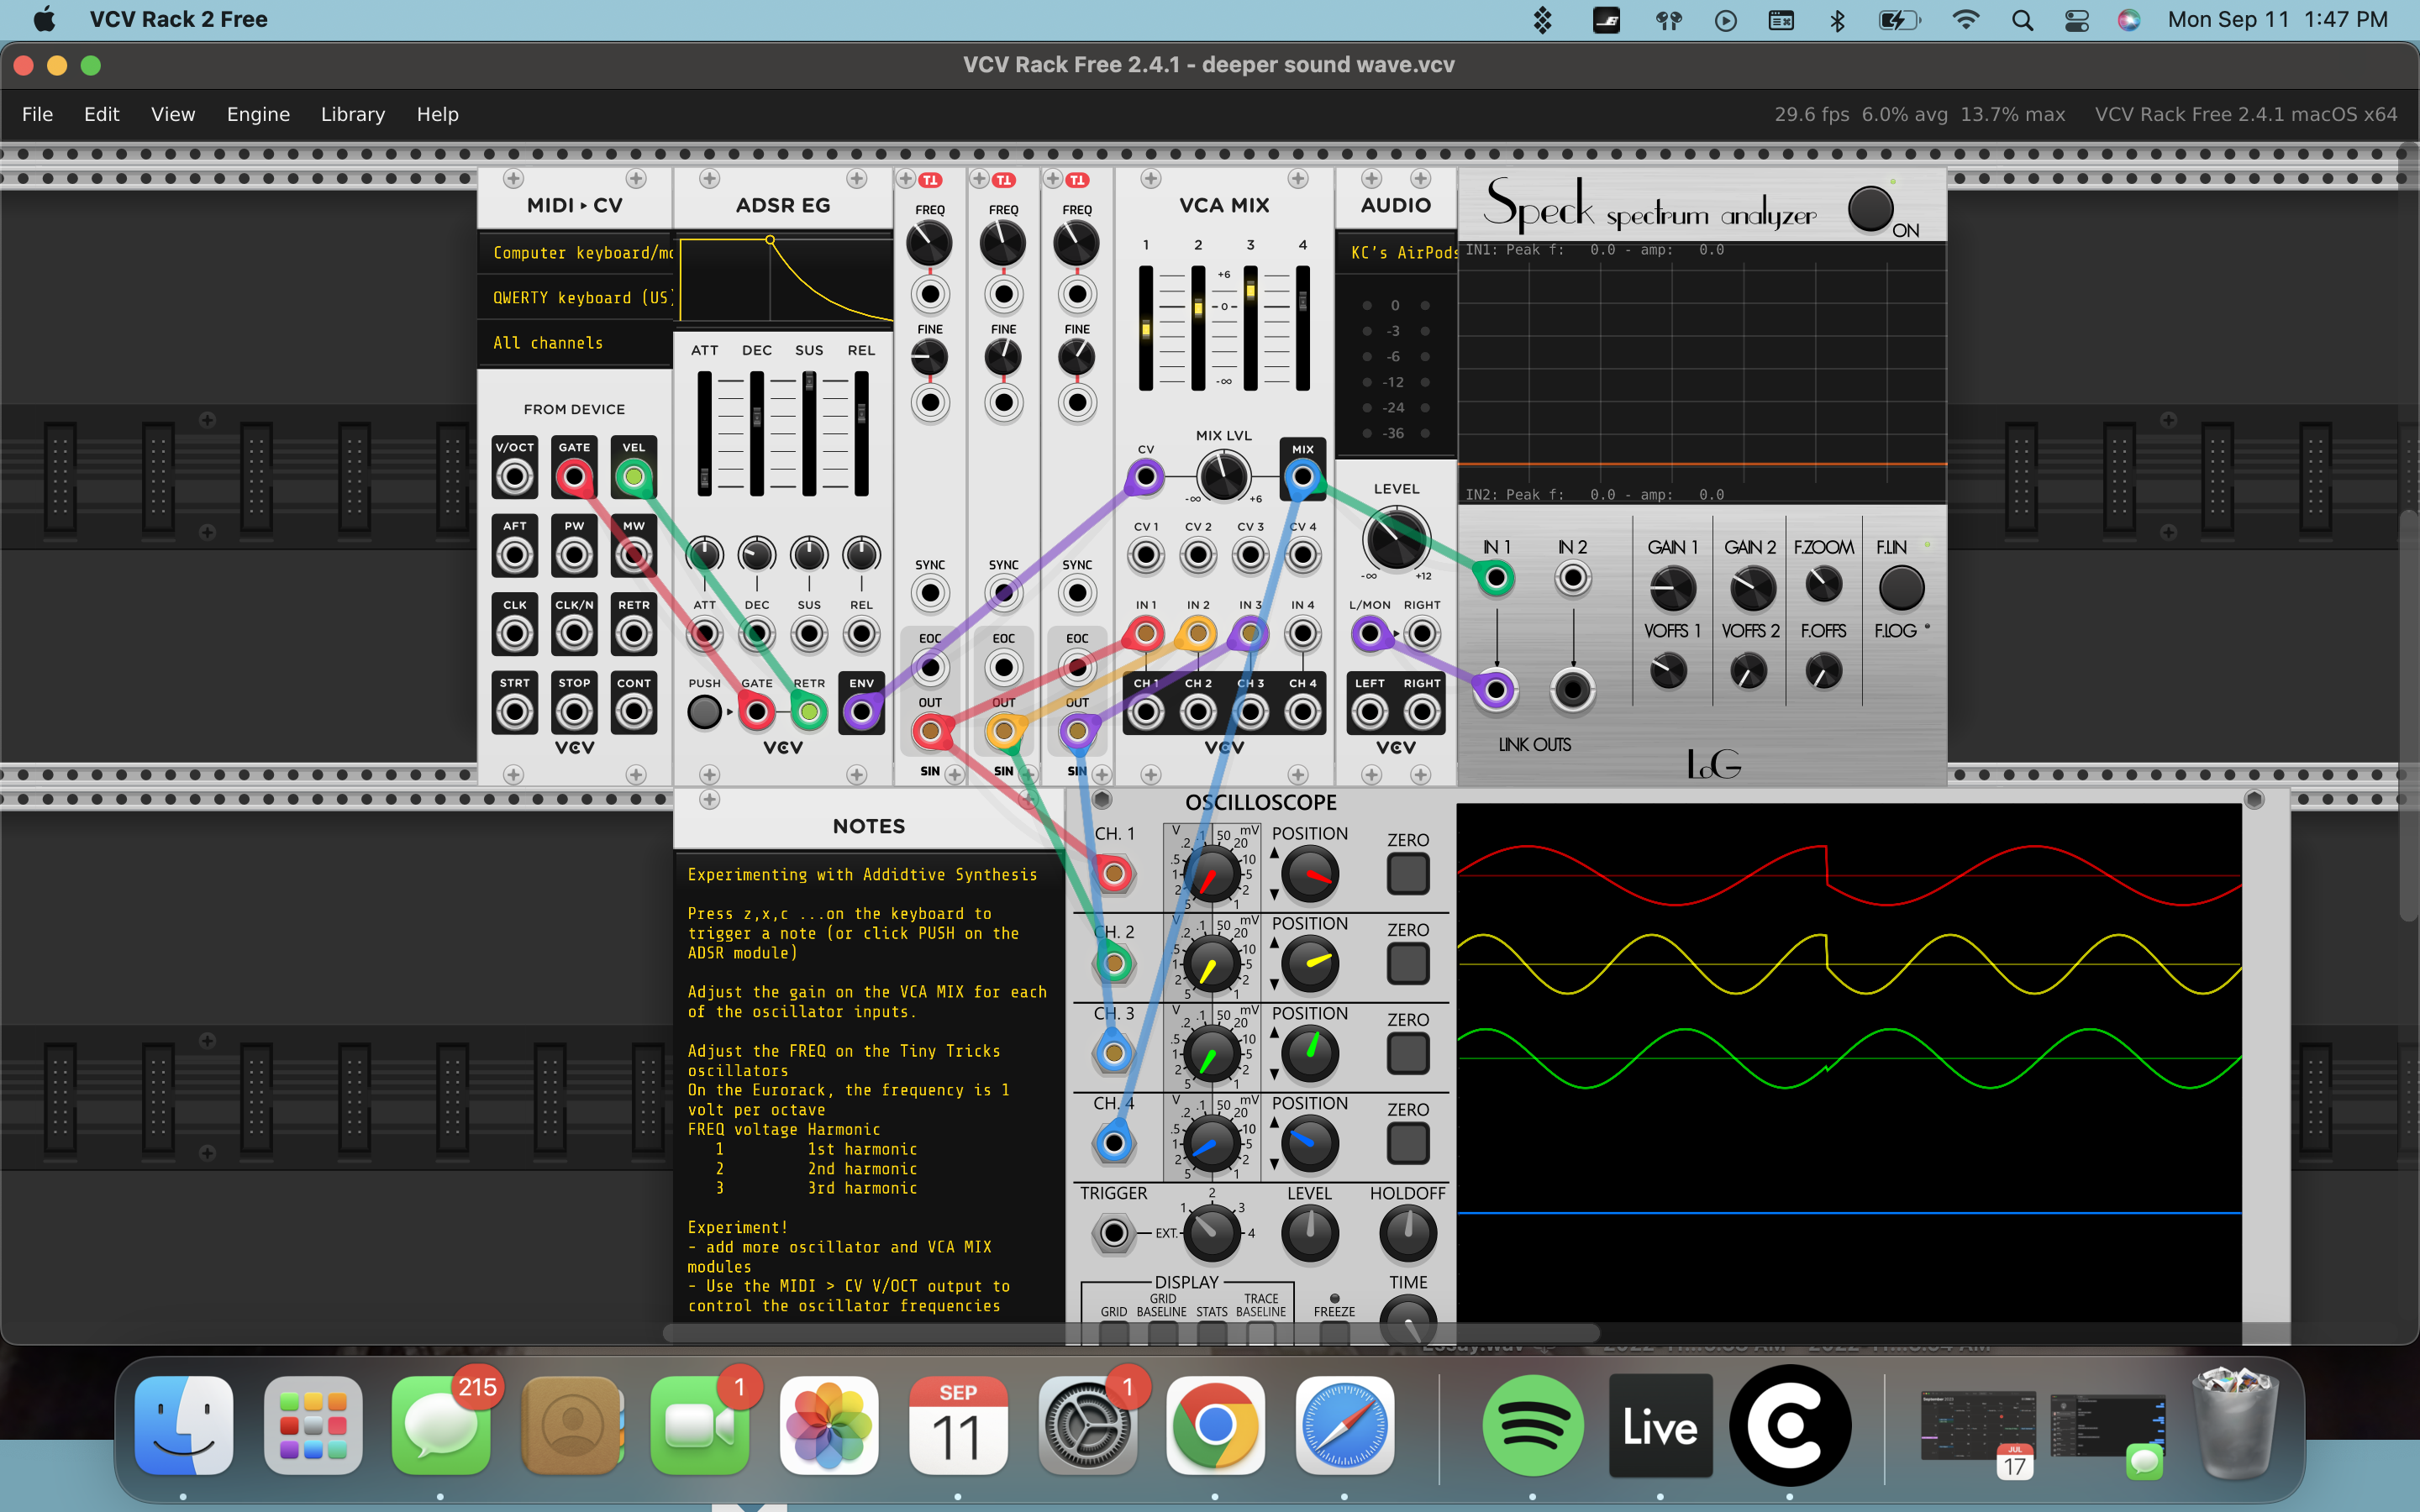 VCV Rack 2 Free
Mon Sep 11 1:47 PM
VCV Rack Free 2.4.1 - deeper sound wave.vcv
File Edit View Engine Library Help
29.6 fps 6.0% avg 13.7% max VCV Rack Free 2.4.1 macOS x64
MIDI ▸ CV
Computer keyboard/mo
QWERTY keyboard (US)
All channels
FROM DEVICE
V/OCT GATE VEL
AFT PW MW
CLK CLK/N RETR
STRT STOP CONT
VCV
ADSR EG
ATT DEC SUS REL
ATT DEC SUS REL
PUSH GATE RETR ENV
VCV
TT
FREQ
FINE
SYNC
EOC
OUT
SIN
TT
FREQ
FINE
SYNC
EOC
OUT
SIN
TT
FREQ
FINE
SYNC
EOC
OUT
SIN
VCA MIX
1 2 3 4
+6
0
-∞
MIX LVL
CV MIX
-∞ +6
CV 1 CV 2 CV 3 CV 4
IN 1 IN 2 IN 3 IN 4
CH 1 CH 2 CH 3 CH 4
VCV
AUDIO
KC's AirPods
0
-3
-6
-12
-24
-36
LEVEL
-∞ +12
L/MON RIGHT
LEFT RIGHT
VCV
Speck spectrum analyzer
ON
IN1: Peak f: 0.0 - amp: 0.0
IN2: Peak f: 0.0 - amp: 0.0
IN 1 IN 2 GAIN 1 GAIN 2 F.ZOOM F.LIN
VOFFS 1 VOFFS 2 F.OFFS F.LOG
LINK OUTS
LOG
NOTES
Experimenting with Addidtive Synthesis
Press z,x,c ...on the keyboard to
trigger a note (or click PUSH on the
ADSR module)
Adjust the gain on the VCA MIX for each
of the oscillator inputs.
Adjust the FREQ on the Tiny Tricks
oscillators
On the Eurorack, the frequency is 1
volt per octave
FREQ voltage Harmonic
1 1st harmonic
2 2nd harmonic
3 3rd harmonic
Experiment!
- add more oscillator and VCA MIX
modules
- Use the MIDI > CV V/OCT output to
control the oscillator frequencies
OSCILLOSCOPE
CH. 1 V .1 50 mV POSITION ZERO
.2 20
.5 10
1 5
2 2
5 1
CH. 2 V .1 50 mV POSITION ZERO
.2 20
.5 10
1 5
2 2
5 1
CH. 3 V .1 50 mV POSITION ZERO
.2 20
.5 10
1 5
2 2
5 1
CH. 4 V .1 50 mV POSITION ZERO
.2 20
.5 10
1 5
2 2
5 1
TRIGGER 2 LEVEL HOLDOFF
1 3
EXT. 4
DISPLAY TIME
GRID GRID BASELINE STATS TRACE BASELINE FREEZE
215
1
SEP
11
1
Live
JUL
17